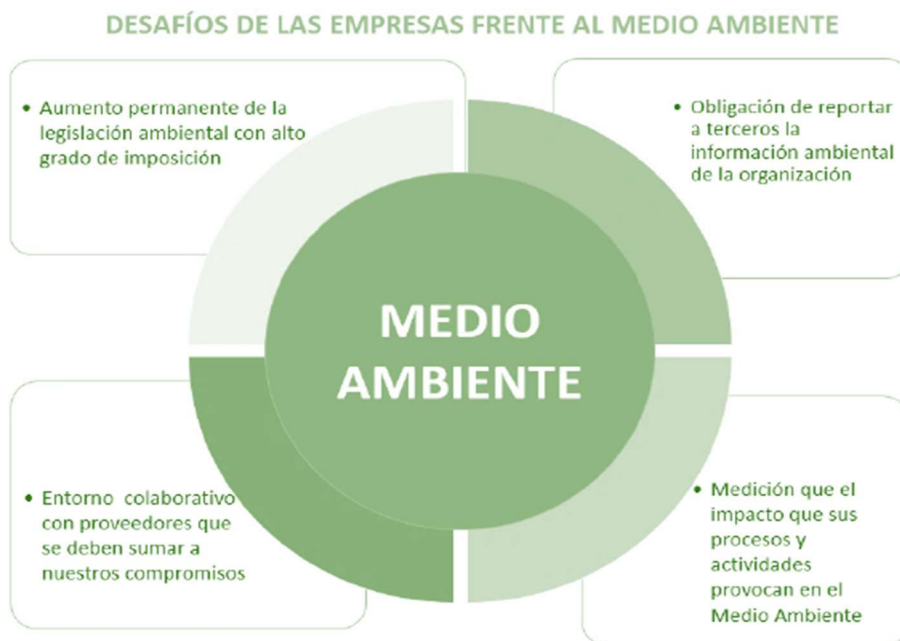 DESAFÍOS DE LAS EMPRESAS FRENTE AL MEDIO AMBIENTE
• Aumento permanente de la
legislación ambiental con alto
grado de imposición
• Obligación de reportar
a terceros la
información ambiental
de la organización
MEDIO
AMBIENTE
• Entorno colaborativo
con proveedores que
se deben sumar a
nuestros compromisos
• Medición que el
impacto que sus
procesos y
actividades
provocan en el
Medio Ambiente